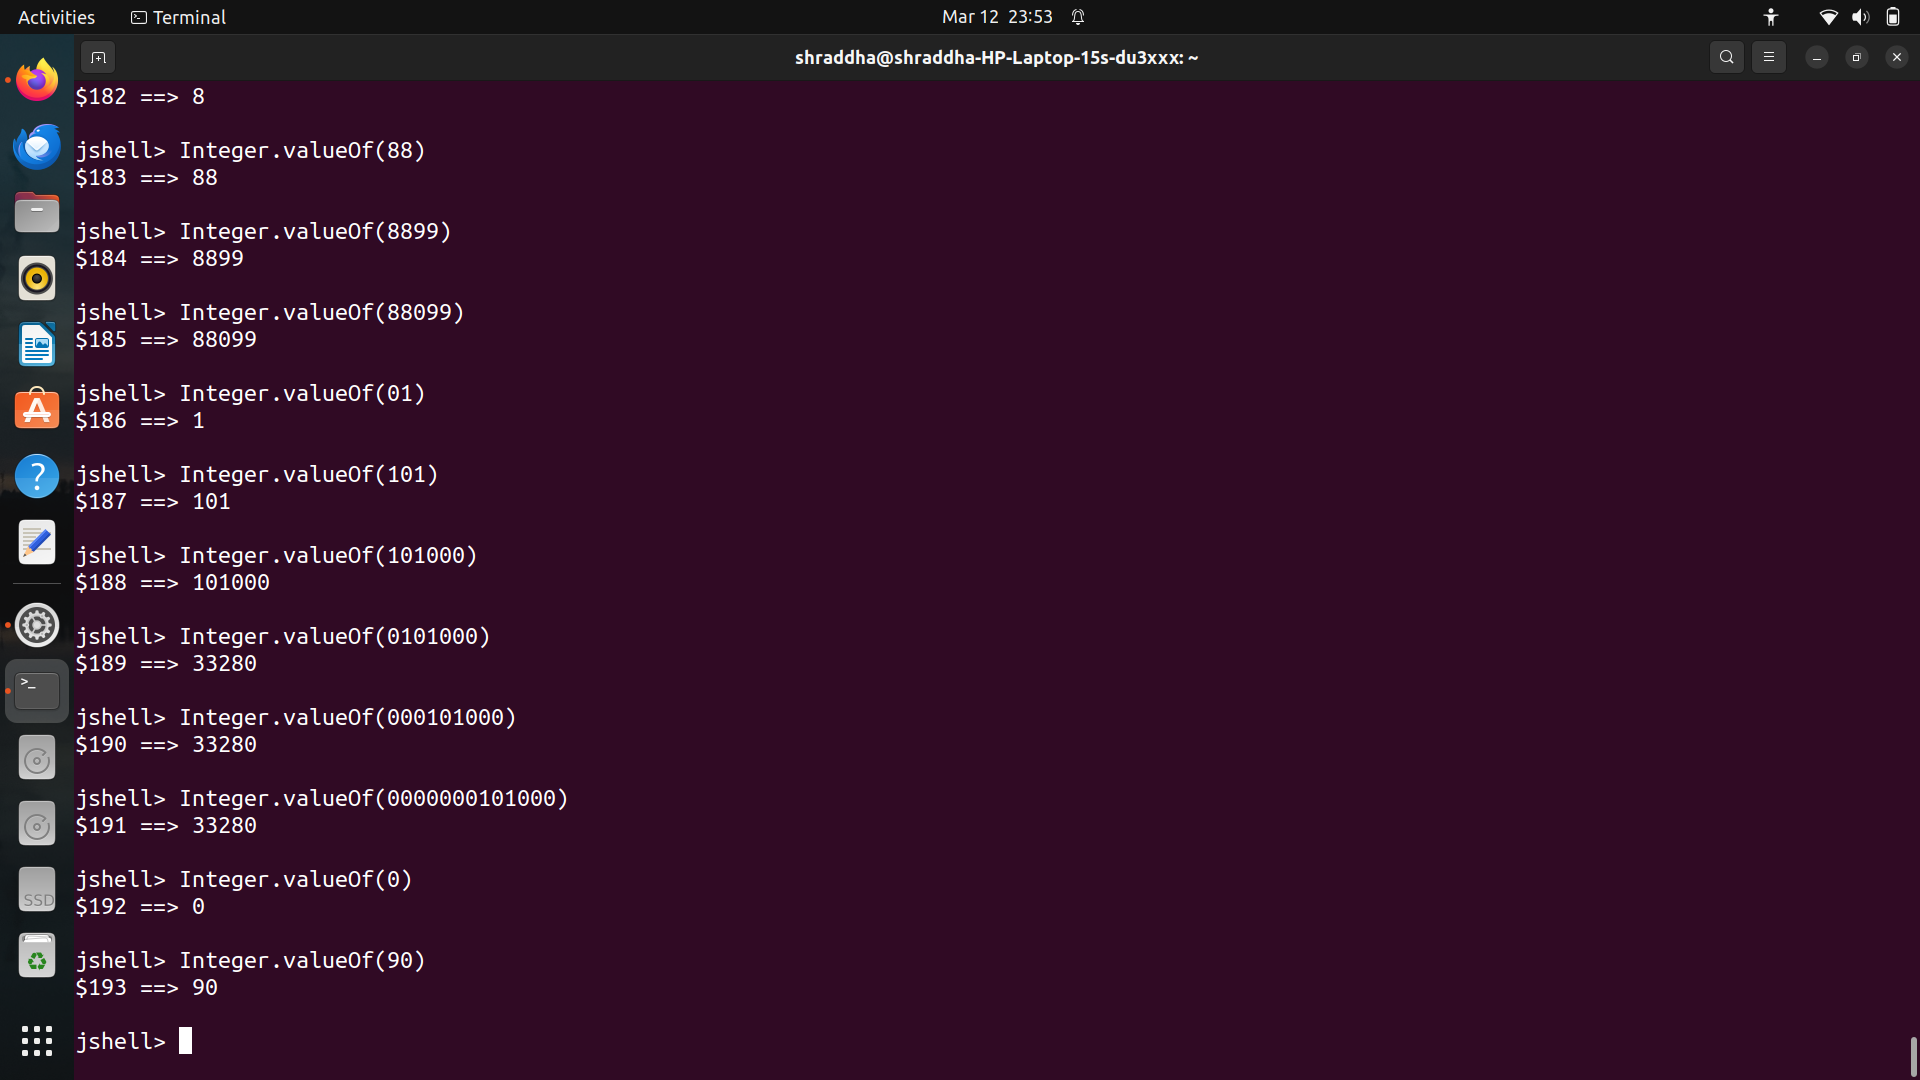 Activities
Terminal
Mar 12 23:53
shraddha@shraddha-HP-Laptop-15s-du3xxx: ~
$182 ==> 8
jshell> Integer.valueOf(88)
$183 ==> 88
jshell> Integer.valueOf(8899)
$184 ==> 8899
jshell> Integer.valueOf(88099)
$185 ==> 88099
jshell> Integer.valueOf(01)
$186 ==> 1
jshell> Integer.valueOf(101)
$187 ==> 101
jshell> Integer.valueOf(101000)
$188 ==> 101000
jshell> Integer.valueOf(0101000)
$189 ==> 33280
jshell> Integer.valueOf(000101000)
$190 ==> 33280
jshell> Integer.valueOf(0000000101000)
$191 ==> 33280
jshell> Integer.valueOf(0)
$192 ==> 0
jshell> Integer.valueOf(90)
$193 ==> 90
jshell>
SSD